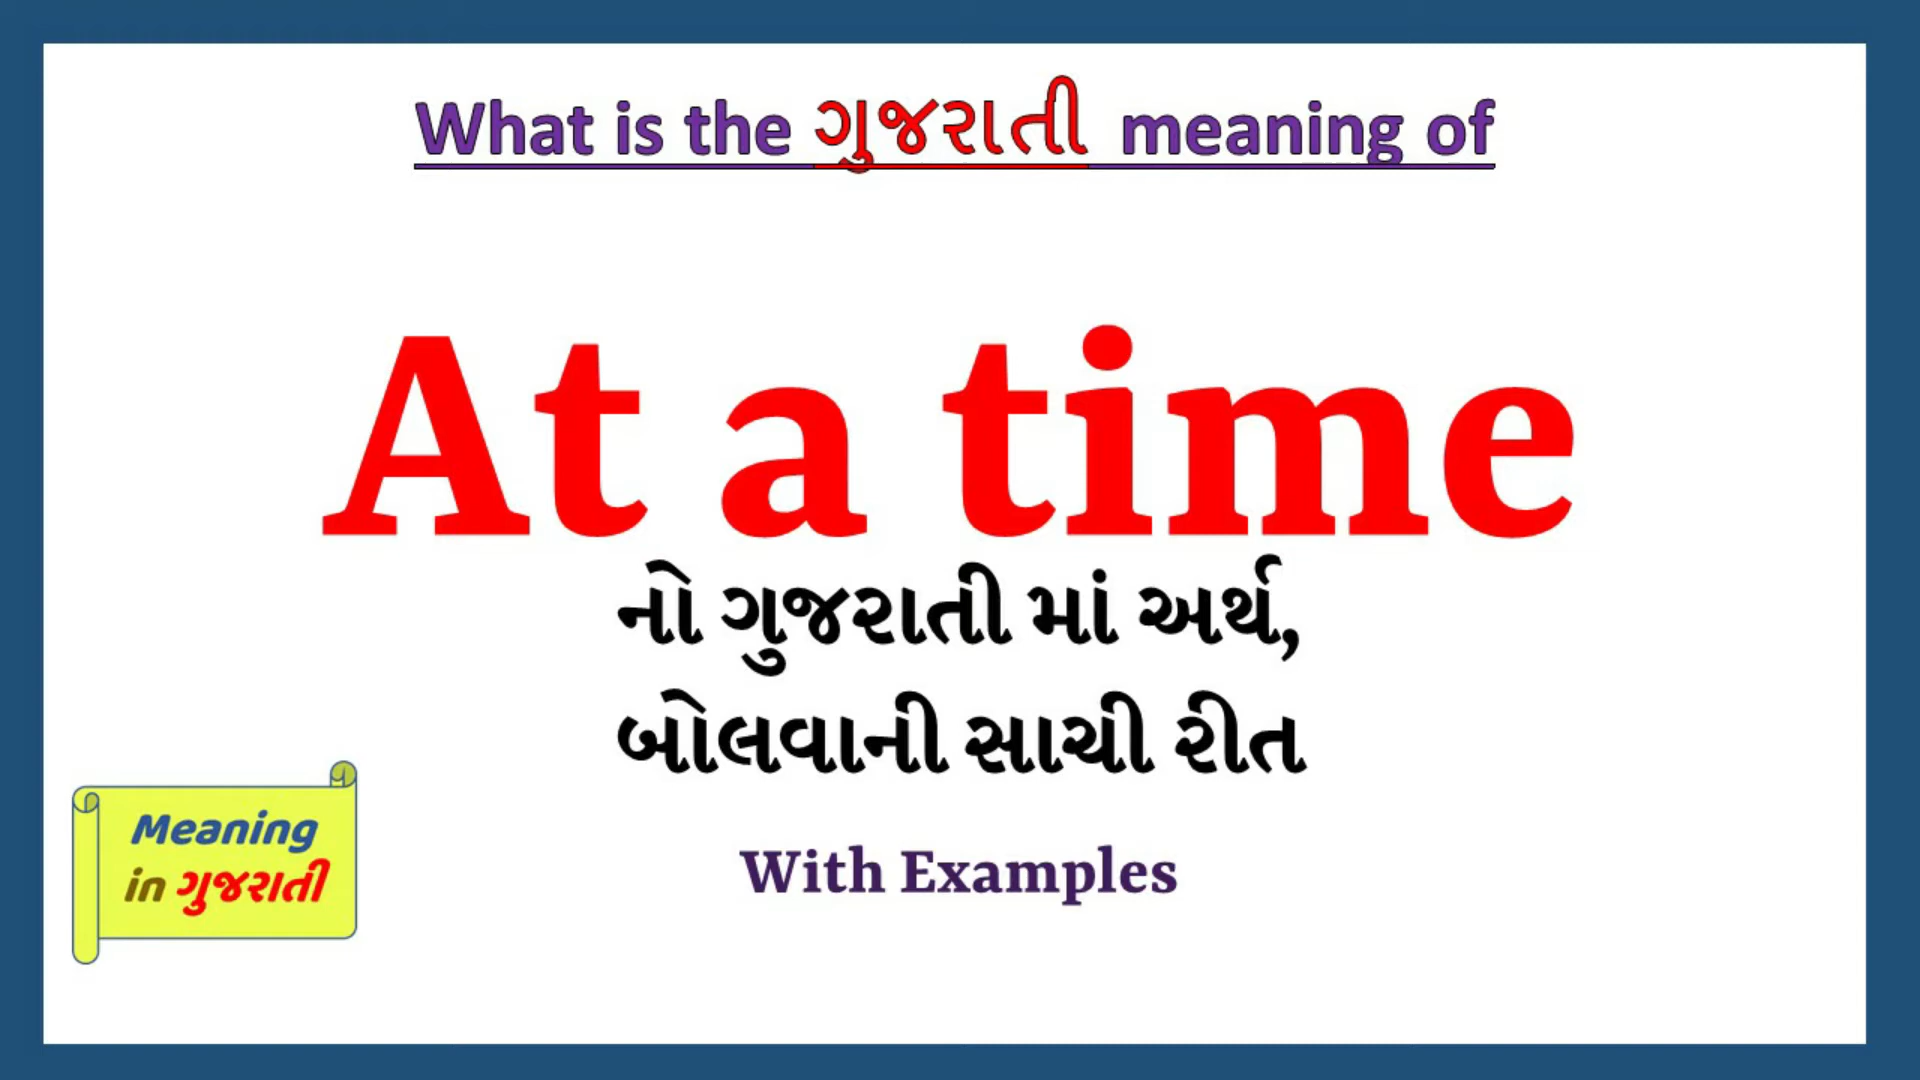 What is the ગુજરાતી meaning of
At a time
નો ગુજરાતી માં અર્થ,
બોલવાની સાચી રીત
With Examples
Meaning
in ગુજરાતી